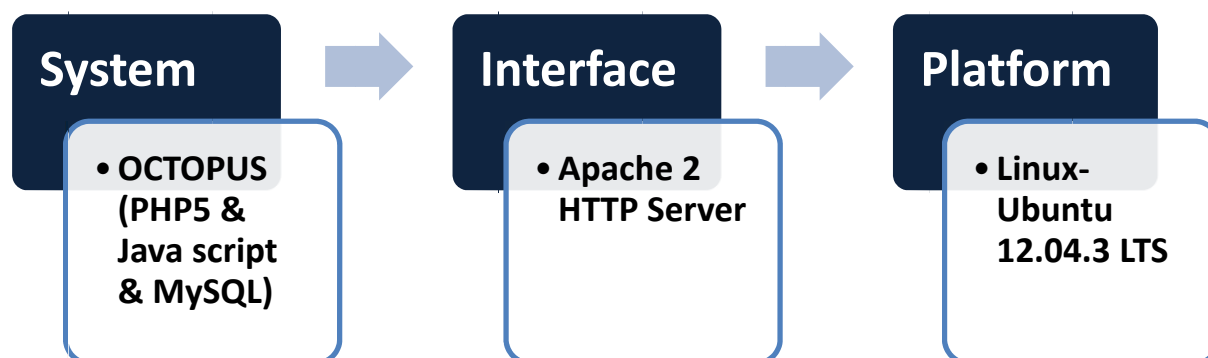 System
• OCTOPUS
(PHP5 &
Java script
& MySQL)
Interface
• Apache 2
HTTP Server
Platform
• Linux-
Ubuntu
12.04.3 LTS